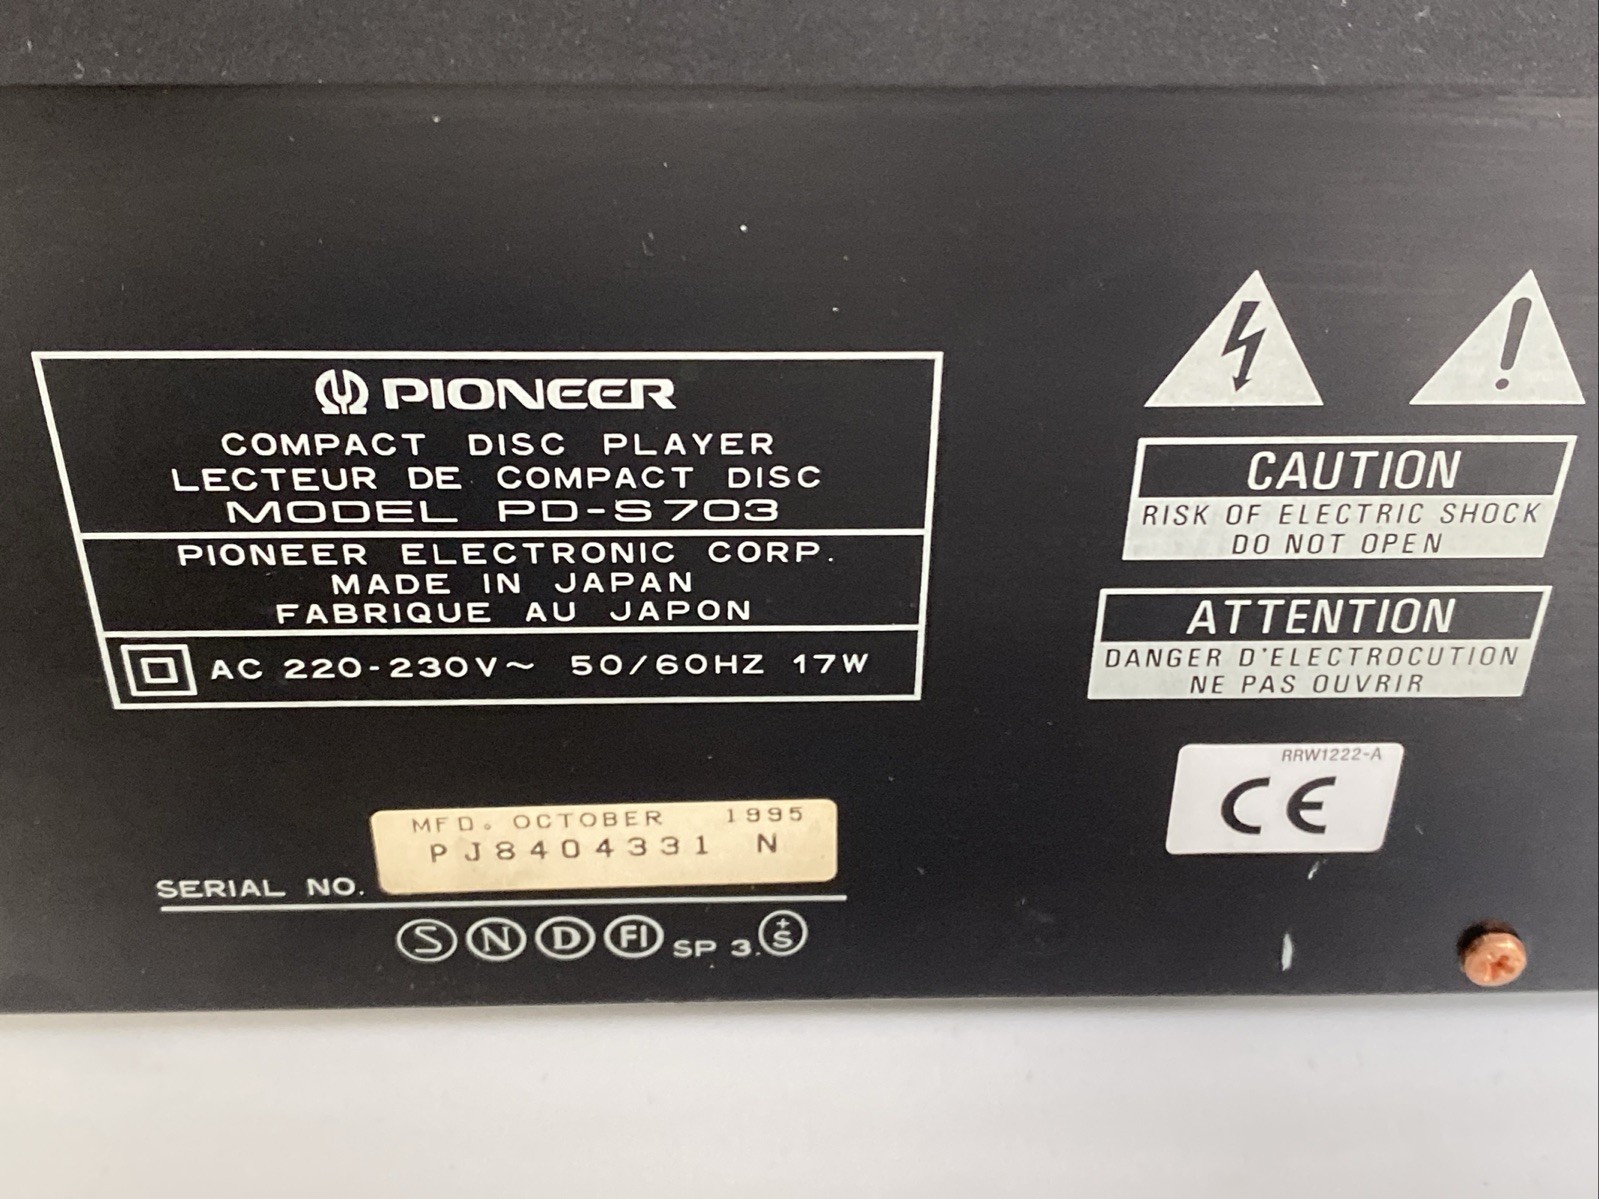 PIONEER
COMPACT DISC PLAYER
LECTEUR DE COMPACT DISC
MODEL PD-S703
PIONEER ELECTRONIC CORP.
MADE IN JAPAN
FABRIQUE AU JAPON
AC 220-230V~ 50/60HZ 17W
MFD. OCTOBER 1995
PJ8404331 N
SERIAL NO.
S N D FI SP 3. +S
CAUTION
RISK OF ELECTRIC SHOCK
DO NOT OPEN
ATTENTION
DANGER D'ELECTROCUTION
NE PAS OUVRIR
RRW1222-A
CE